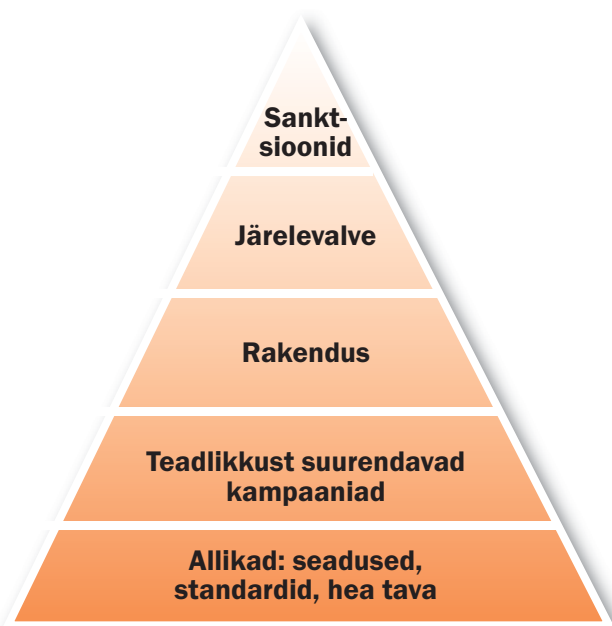 Sankt-
sioonid
Järelevalve
Rakendus
Teadlikkust suurendavad
kampaaniad
Allikad: seadused,
standardid, hea tava